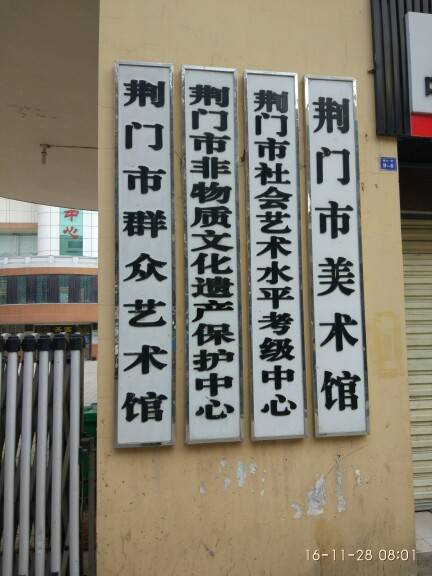 荆门市群众艺术馆
荆门市非物质文化遗产保护中心
荆门市社会艺术水平考级中心
荆门市美术馆
中心
16-11-28 08:01